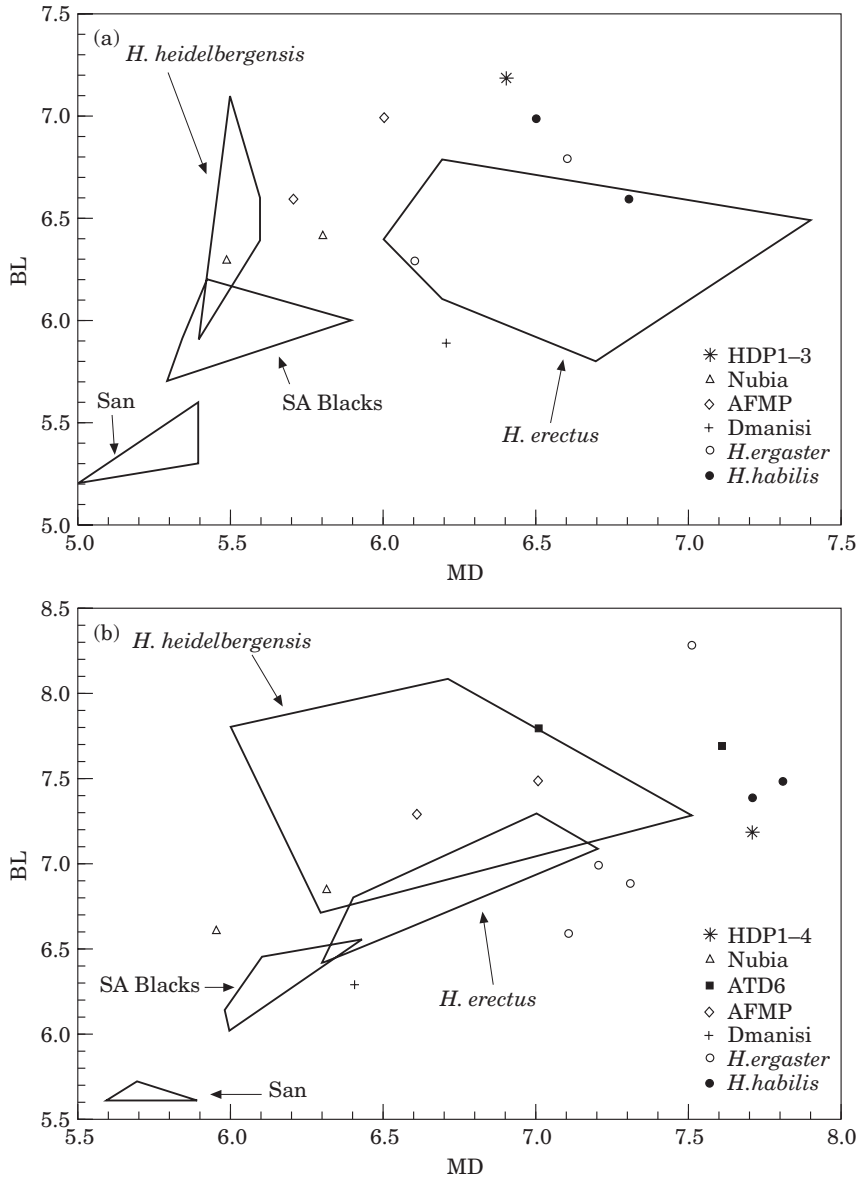 (a)
H. heidelbergensis
San
SA Blacks
H. erectus
HDP1–3
Nubia
AFMP
Dmanisi
H.ergaster
H.habilis
BL
7.5
7.0
6.5
6.0
5.5
5.0
5.0 5.5 6.0 6.5 7.0 7.5
MD
(b)
H. heidelbergensis
SA Blacks
H. erectus
San
HDP1–4
Nubia
ATD6
AFMP
Dmanisi
H.ergaster
H.habilis
BL
8.5
8.0
7.5
7.0
6.5
6.0
5.5
5.5 6.0 6.5 7.0 7.5 8.0
MD